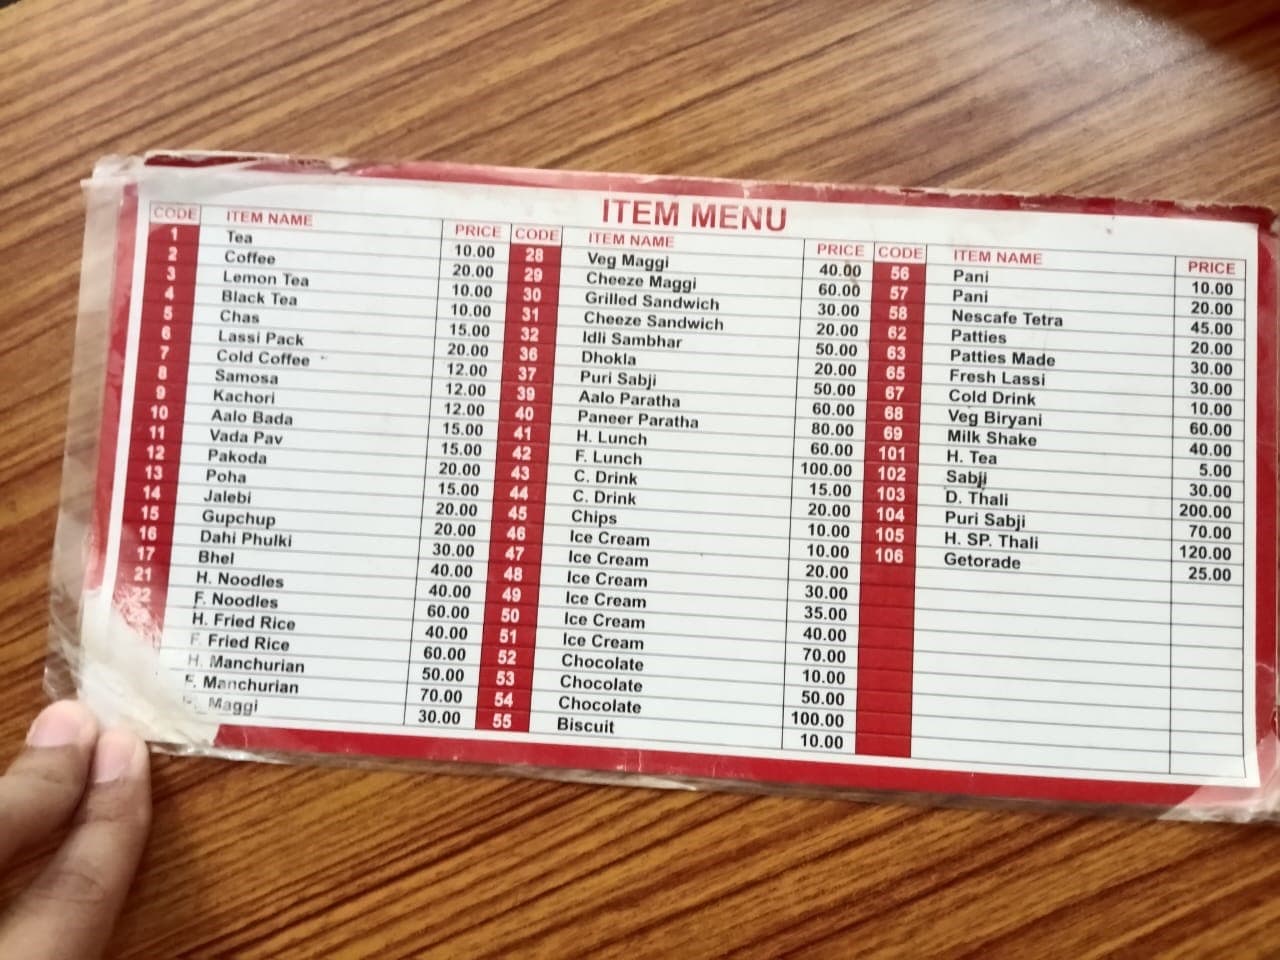 ITEM MENU
CODE ITEM NAME PRICE
1 Tea 10.00
2 Coffee 20.00
3 Lemon Tea 10.00
4 Black Tea 10.00
5 Chas 15.00
6 Lassi Pack 20.00
7 Cold Coffee 12.00
8 Samosa 12.00
9 Kachori 12.00
10 Aalo Bada 15.00
11 Vada Pav 15.00
12 Pakoda 20.00
13 Poha 15.00
14 Jalebi 20.00
15 Gupchup 20.00
16 Dahi Phulki 30.00
17 Bhel 40.00
21 H. Noodles 40.00
22 F. Noodles 60.00
H. Fried Rice 40.00
F. Fried Rice 60.00
H. Manchurian 50.00
F. Manchurian 70.00
Maggi 30.00
CODE ITEM NAME PRICE
28 Veg Maggi 40.00
29 Cheeze Maggi 60.00
30 Grilled Sandwich 30.00
31 Cheeze Sandwich 20.00
32 Idli Sambhar 50.00
36 Dhokla 20.00
37 Puri Sabji 50.00
39 Aalo Paratha 60.00
40 Paneer Paratha 80.00
41 H. Lunch 60.00
42 F. Lunch 100.00
43 C. Drink 15.00
44 C. Drink 20.00
45 Chips 10.00
46 Ice Cream 10.00
47 Ice Cream 20.00
48 Ice Cream 30.00
49 Ice Cream 35.00
50 Ice Cream 40.00
51 Ice Cream 70.00
52 Chocolate 10.00
53 Chocolate 50.00
54 Chocolate 100.00
55 Biscuit 10.00
CODE ITEM NAME PRICE
56 Pani 10.00
57 Pani 20.00
58 Nescafe Tetra 45.00
62 Patties 20.00
63 Patties Made 30.00
65 Fresh Lassi 30.00
67 Cold Drink 10.00
68 Veg Biryani 60.00
69 Milk Shake 40.00
101 H. Tea 5.00
102 Sabji 30.00
103 D. Thali 200.00
104 Puri Sabji 70.00
105 H. SP. Thali 120.00
106 Getorade 25.00